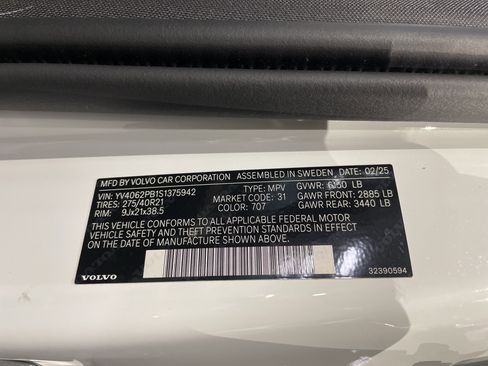 MFD BY VOLVO CAR CORPORATION ASSEMBLED IN SWEDEN 02/25
VIN: YV4062PB1S1375942 TYPE: MPV GVWR: 6150 LB
TIRES: 275/40R21 MARKET CODE: 31 GAWR FRONT: 2885 LB
RIM: 9Jx21x38.5 COLOR: 707 GAWR REAR: 3440 LB
THIS VEHICLE CONFORMS TO ALL APPLICABLE FEDERAL MOTOR
VEHICLE SAFETY AND THEFT PREVENTION STANDARDS IN
EFFECT ON THE DATE OF MANUFACTURE SHOWN ABOVE.
VOLVO 32390594